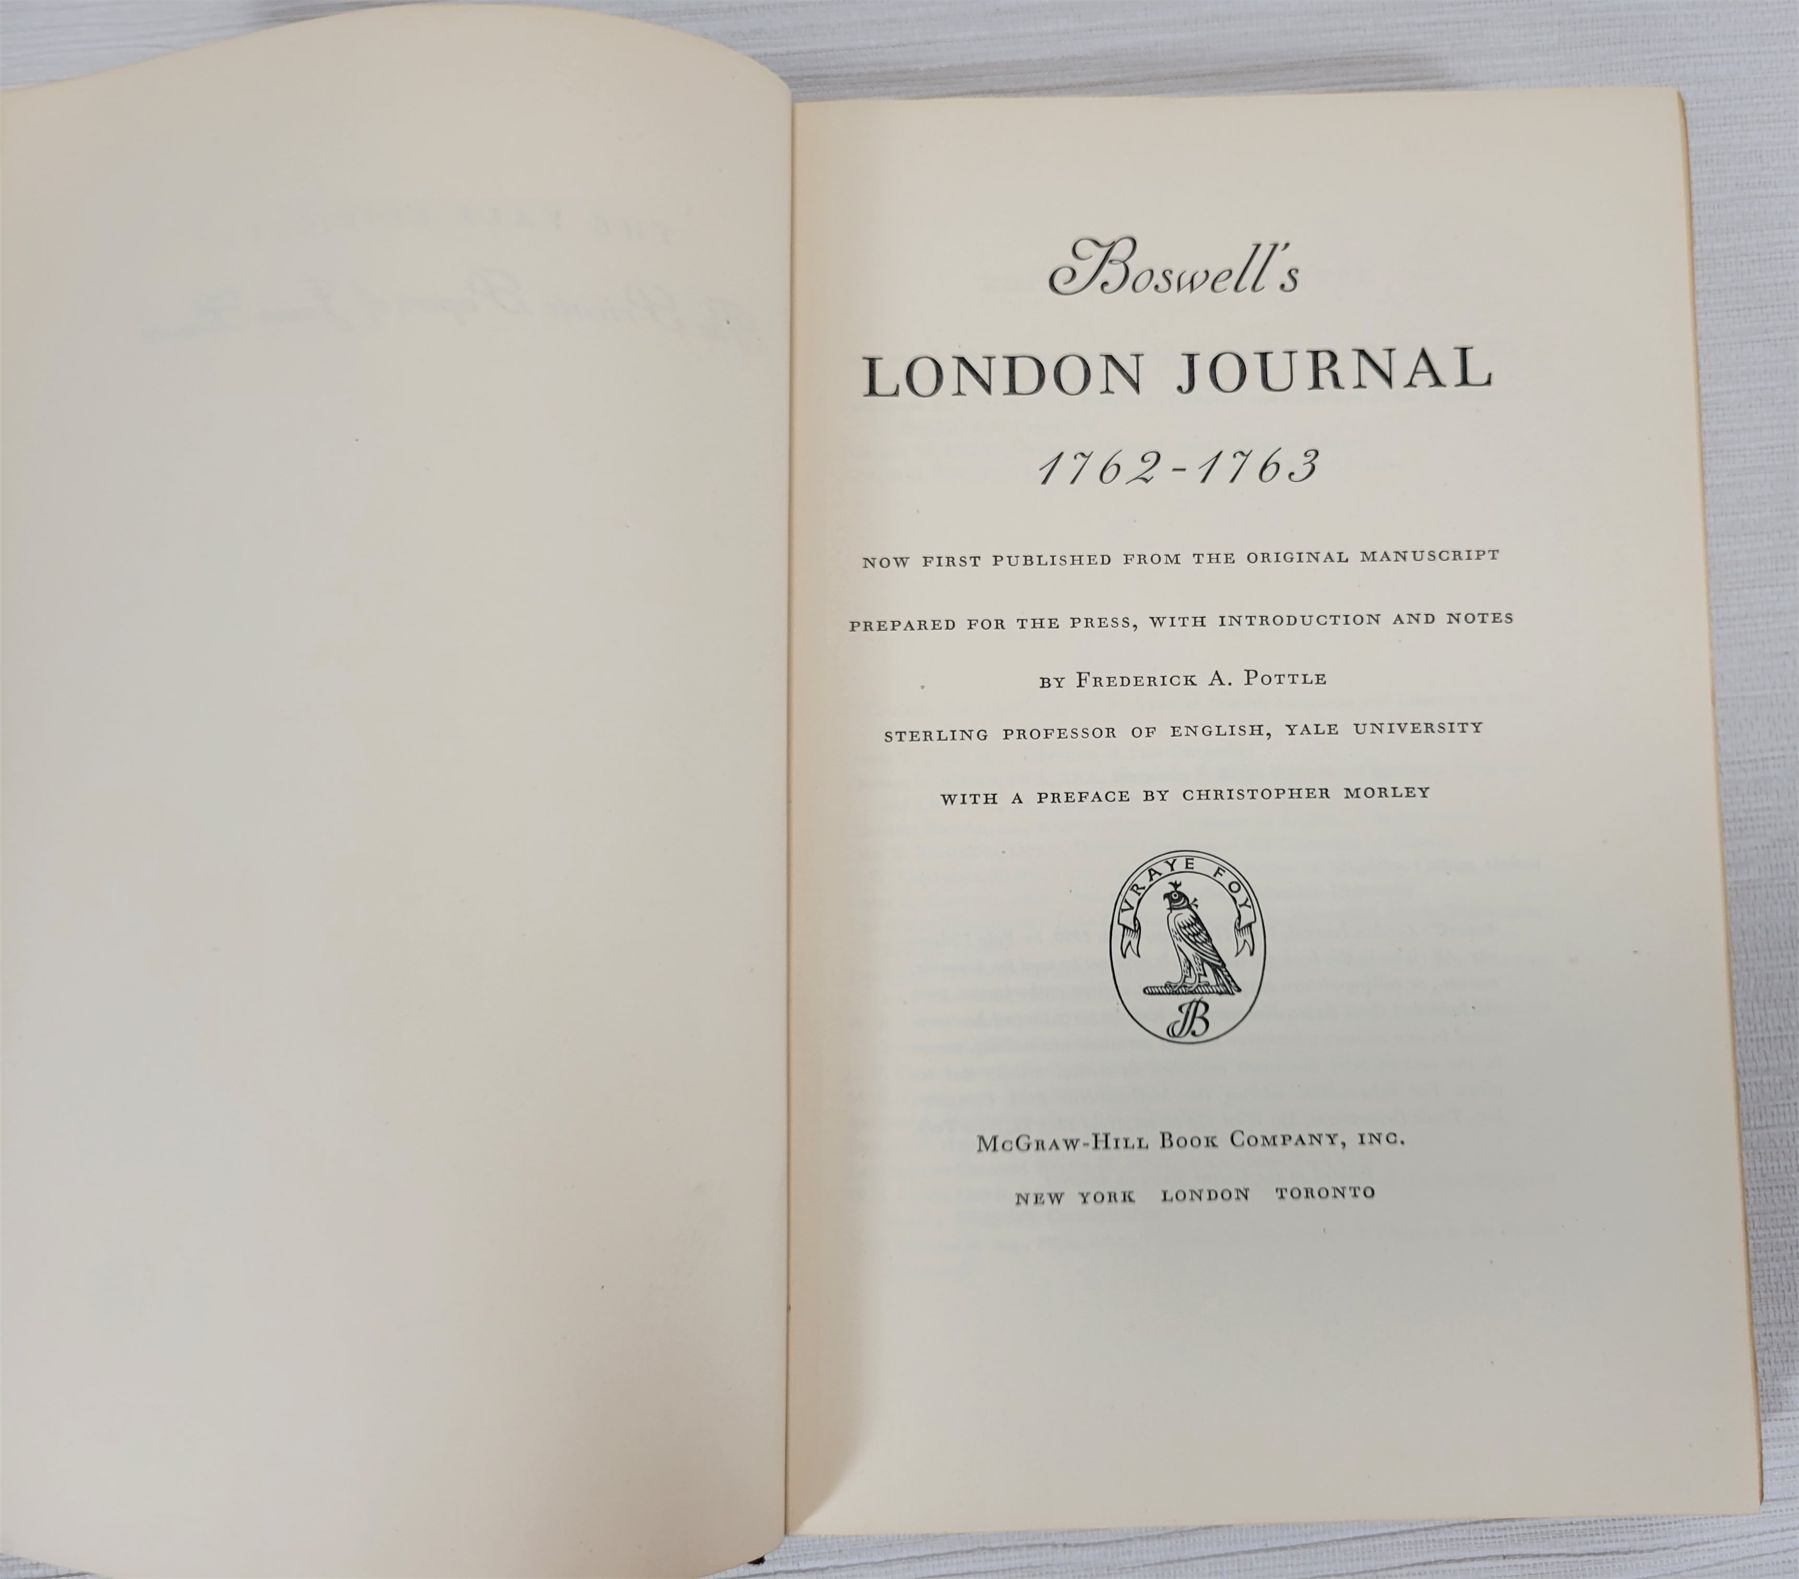 Boswell's
LONDON JOURNAL
1762-1763
NOW FIRST PUBLISHED FROM THE ORIGINAL MANUSCRIPT
PREPARED FOR THE PRESS, WITH INTRODUCTION AND NOTES
BY FREDERICK A. POTTLE
STERLING PROFESSOR OF ENGLISH, YALE UNIVERSITY
WITH A PREFACE BY CHRISTOPHER MORLEY
VRAYE FOY
JB
MCGRAW-HILL BOOK COMPANY, INC.
NEW YORK LONDON TORONTO